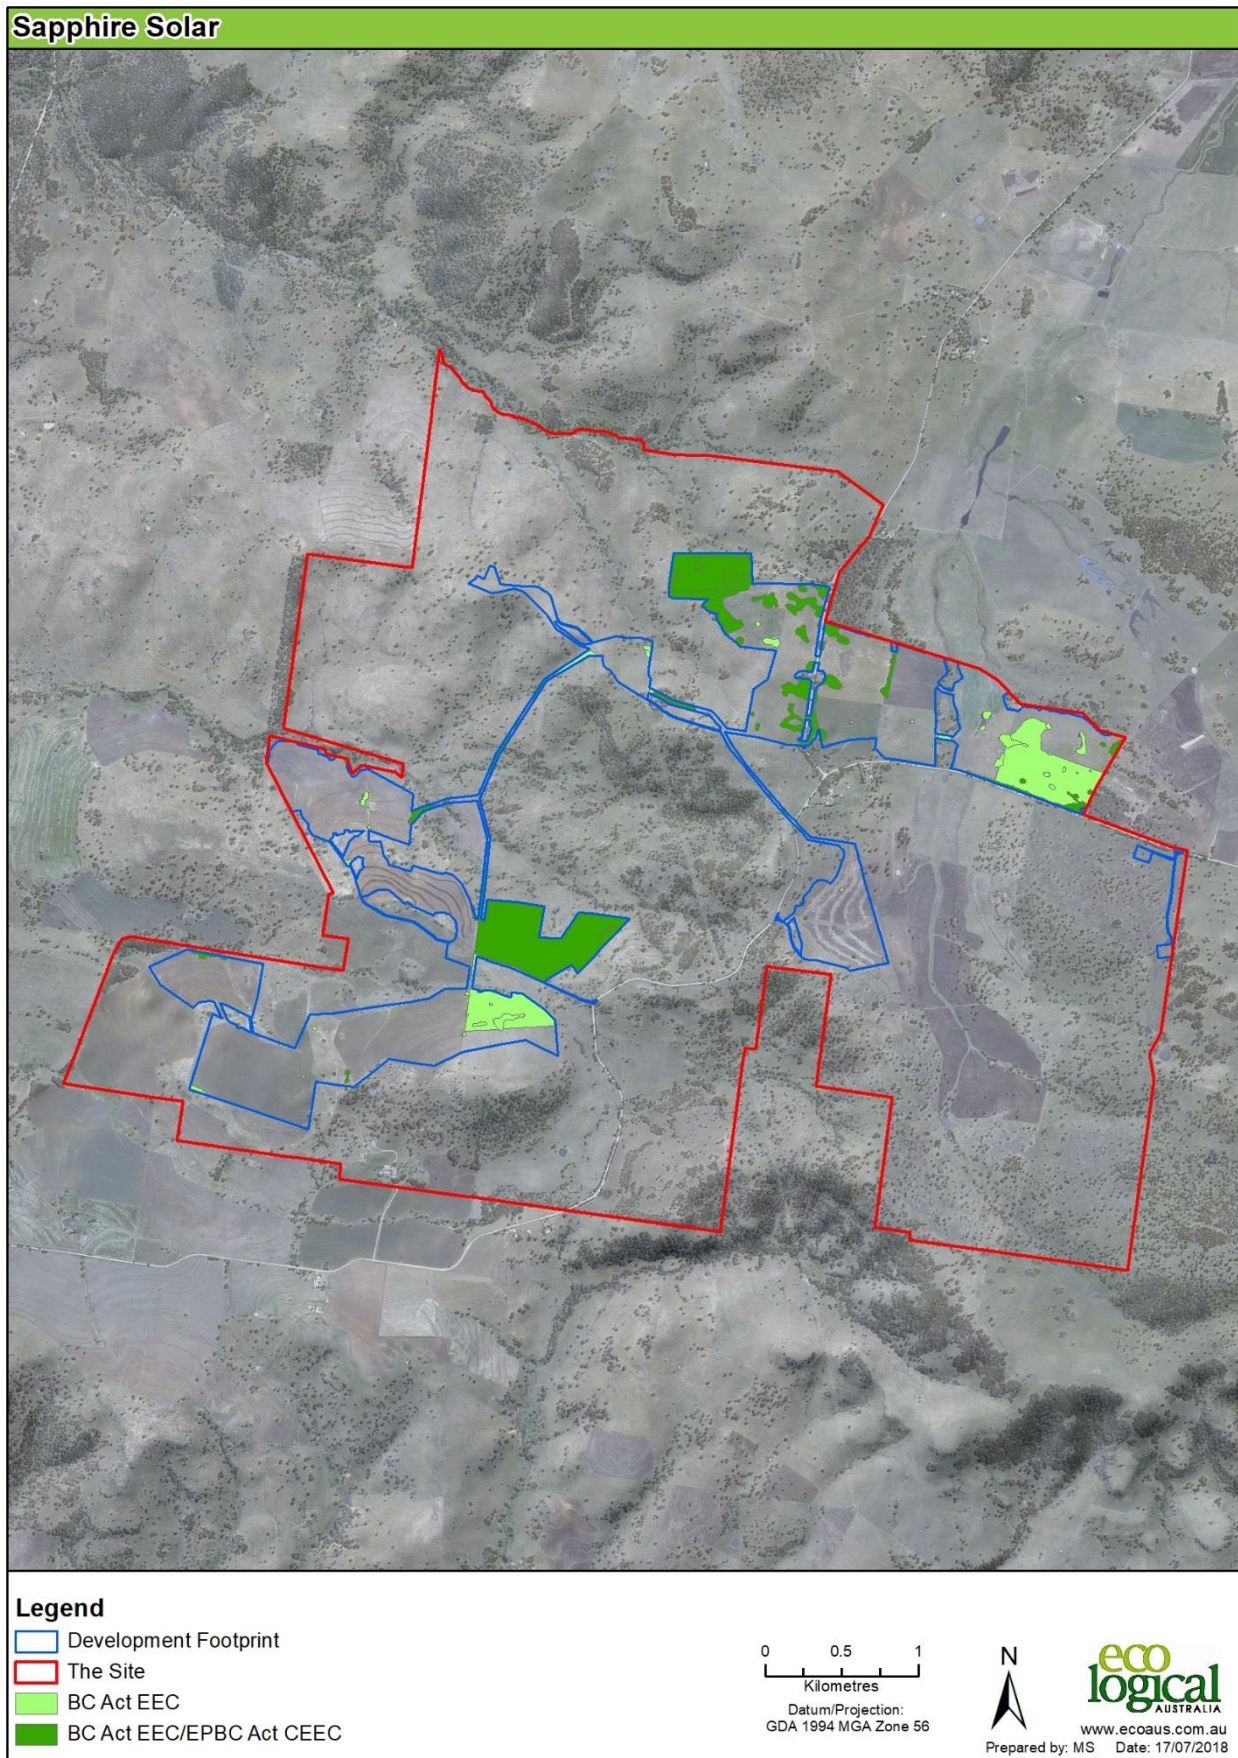 Sapphire Solar
Legend
Development Footprint
The Site
BC Act EEC
BC Act EEC/EPBC Act CEEC
0 0.5 1
Kilometres
Datum/Projection:
GDA 1994 MGA Zone 56
N
eco
logical
AUSTRALIA
www.ecoaus.com.au
Prepared by: MS Date: 17/07/2018